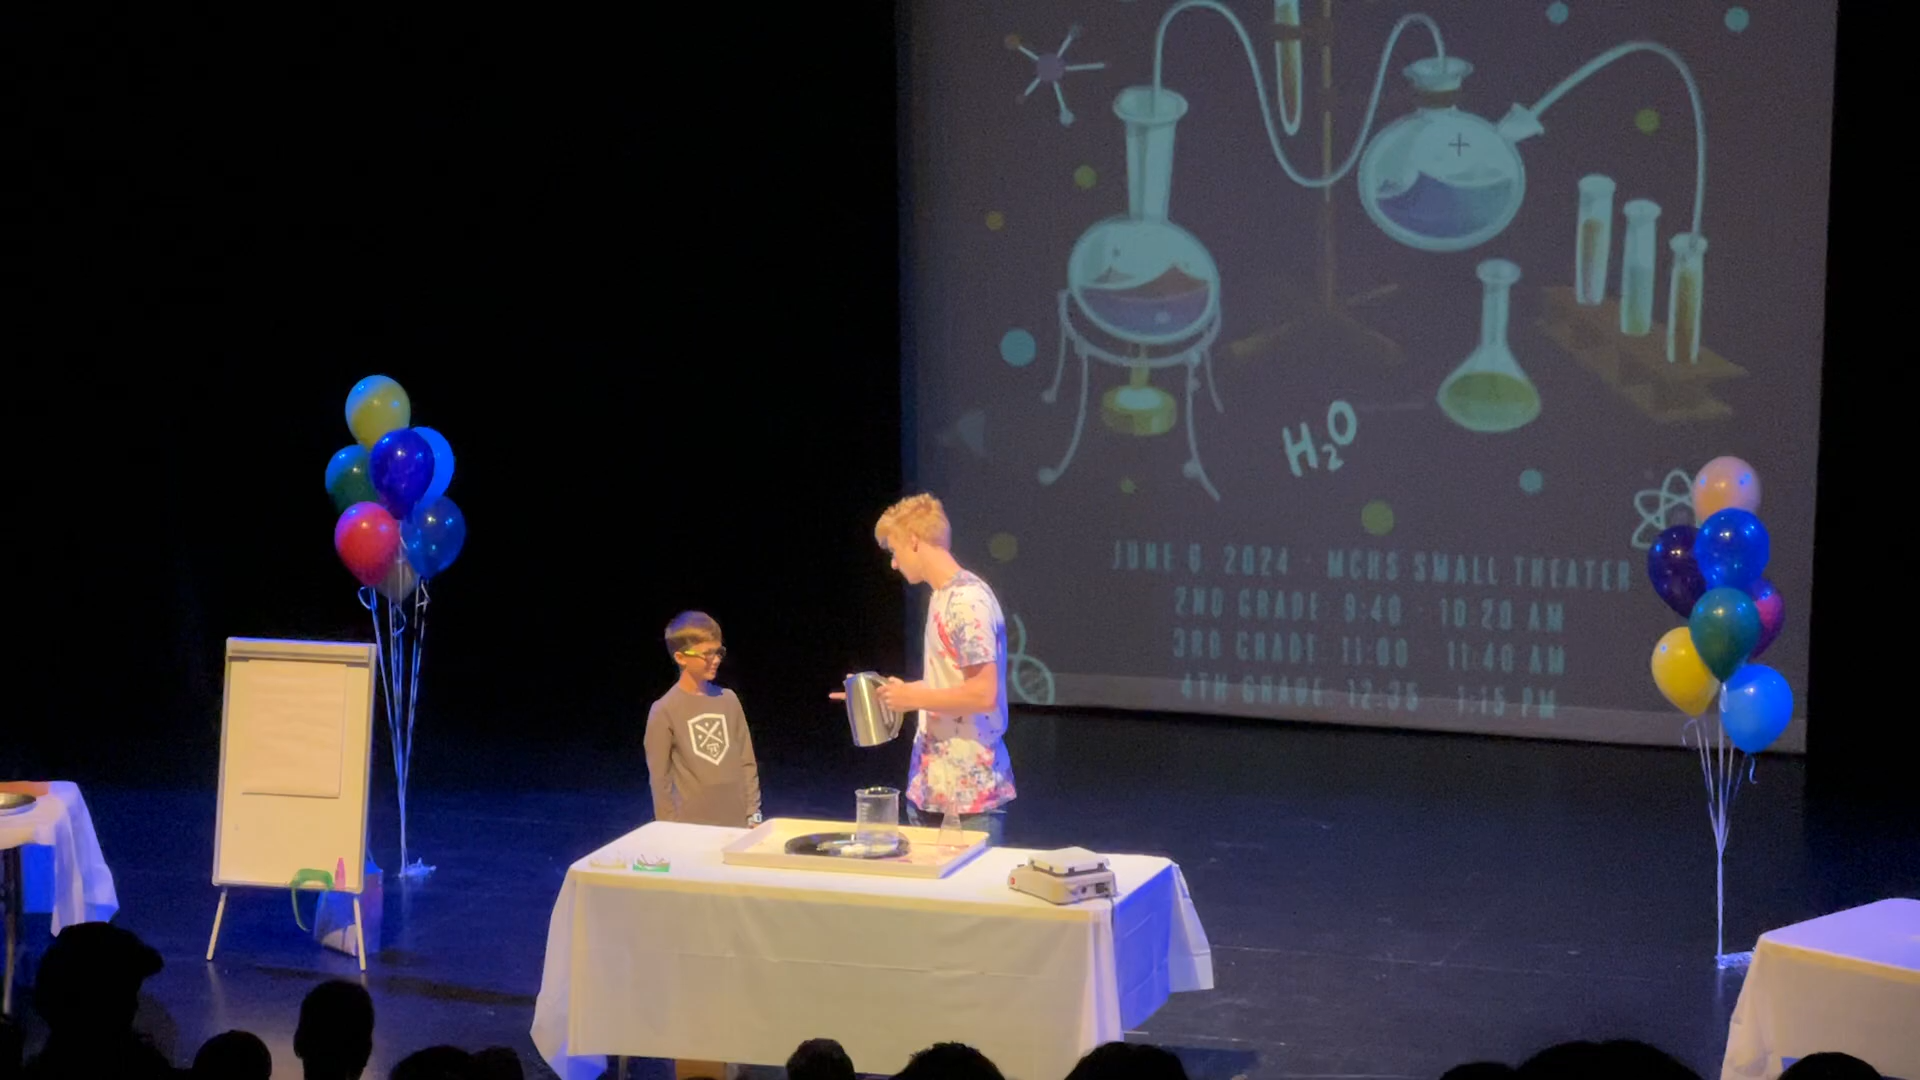 H₂O
JUNE 6, 2024 · MCHS SMALL THEATER
2ND GRADE: 9:40 - 10:20 AM
3RD GRADE: 11:00 - 11:40 AM
4TH GRADE: 12:35 - 1:15 PM